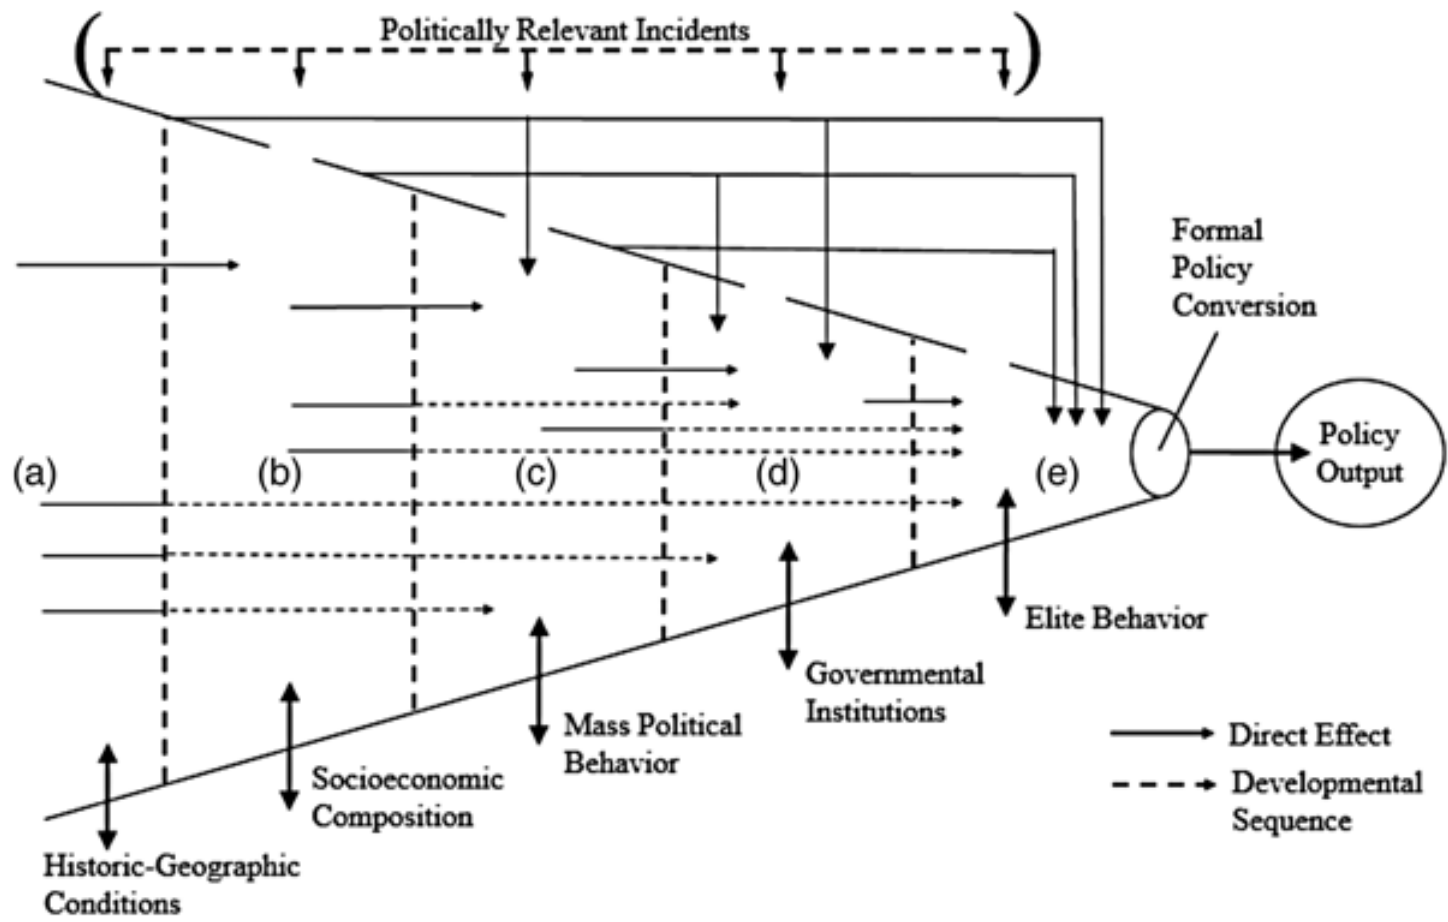 Politically Relevant Incidents
Formal
Policy
Conversion
(a)
(b)
(c)
(d)
(e)
Policy
Output
Elite Behavior
Governmental
Institutions
Mass Political
Behavior
Socioeconomic
Composition
Historic-Geographic
Conditions
Direct Effect
Developmental
Sequence